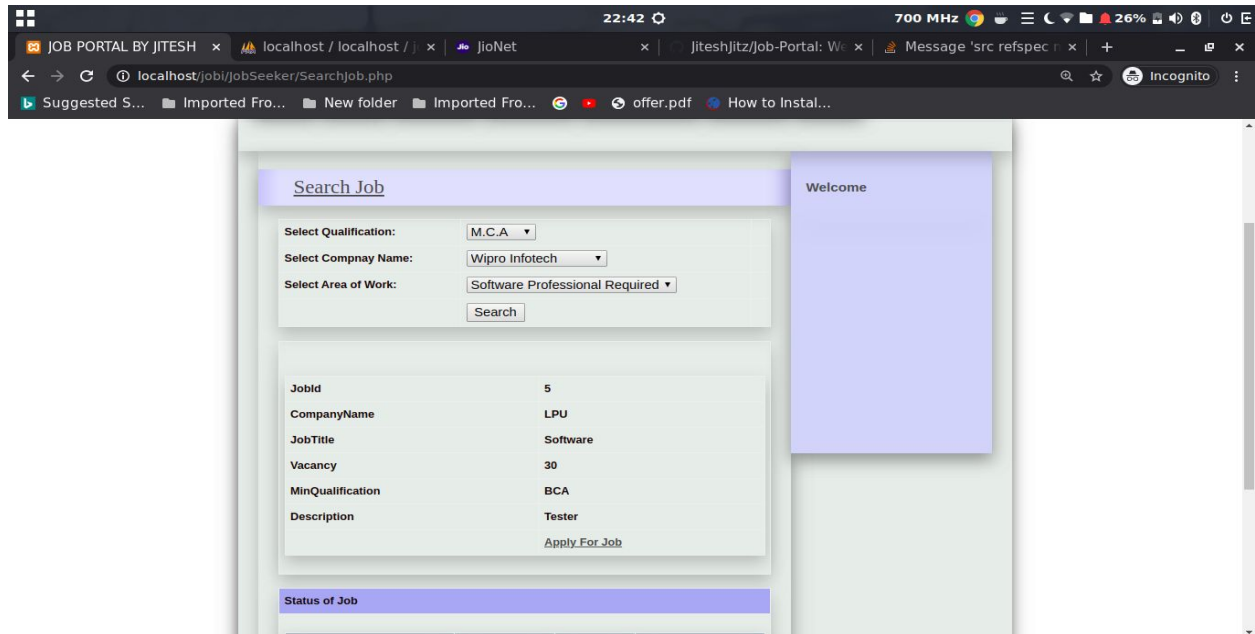 22:42
700 MHz
26%
JOB PORTAL BY JITESH
localhost / localhost / j
Jio JioNet
JiteshJitz/Job-Portal: We
Message 'src refspec m
localhost/jobi/JobSeeker/SearchJob.php
Incognito
Suggested S...
Imported Fro...
New folder
Imported Fro...
offer.pdf
How to Instal...
Search Job
Welcome
Select Qualification: M.C.A
Select Compnay Name: Wipro Infotech
Select Area of Work: Software Professional Required
Search
JobId 5
CompanyName LPU
JobTitle Software
Vacancy 30
MinQualification BCA
Description Tester
Apply For Job
Status of Job